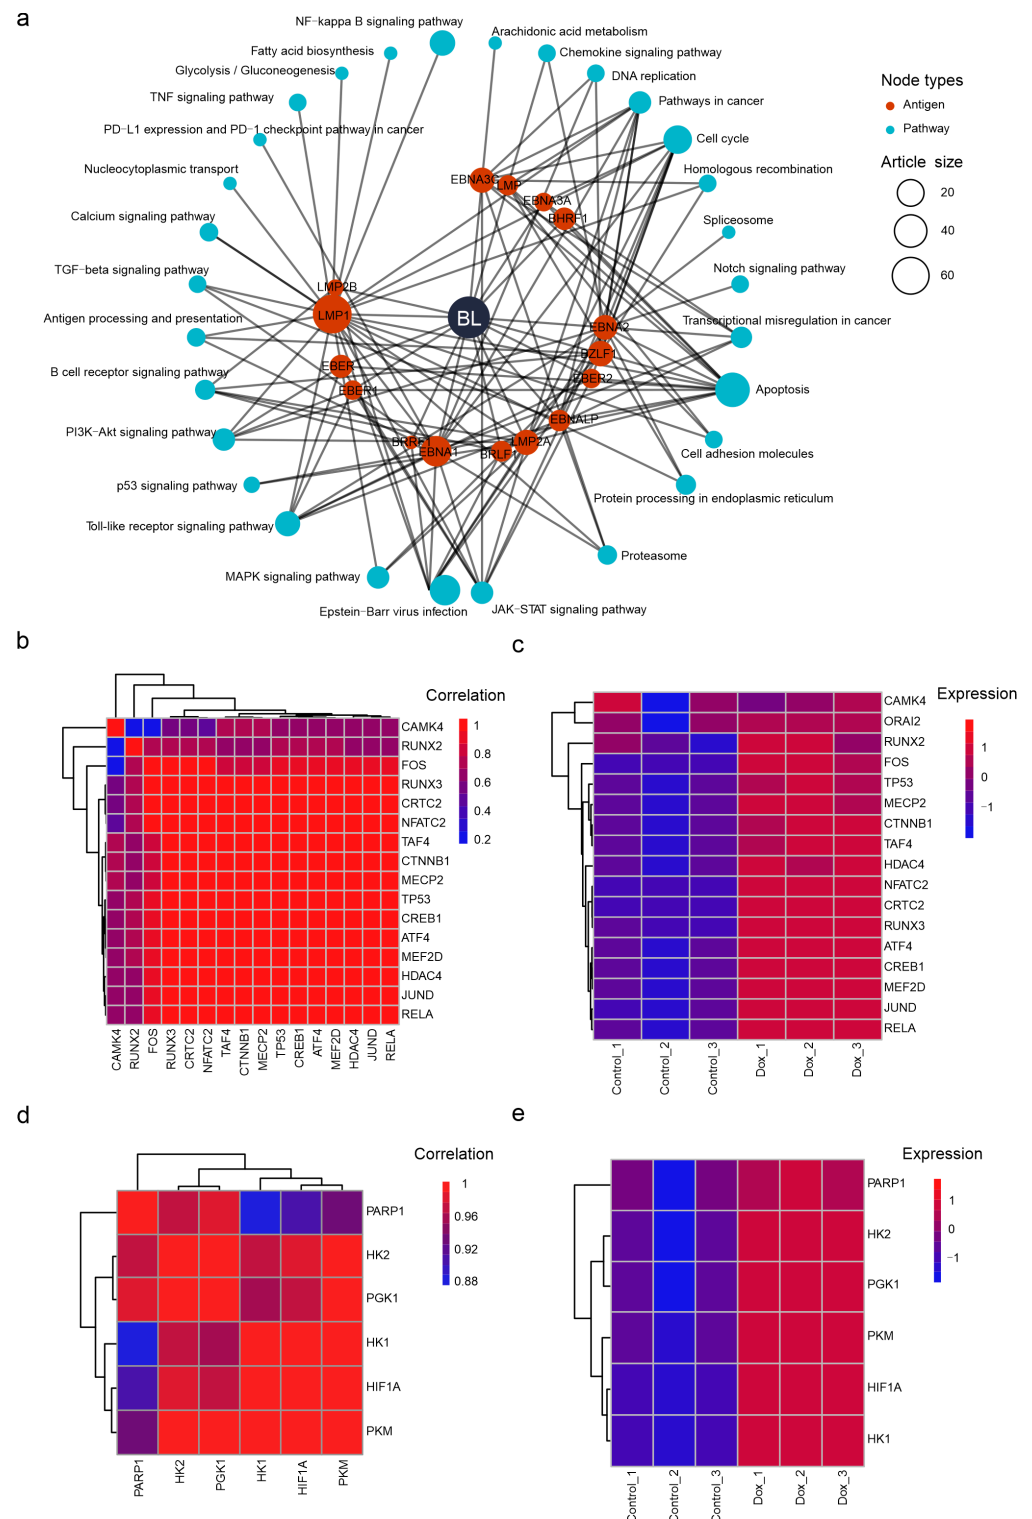 a
NF-kappa B signaling pathway
Arachidonic acid metabolism
Fatty acid biosynthesis
Chemokine signaling pathway
Glycolysis / Gluconeogenesis
DNA replication
TNF signaling pathway
Pathways in cancer
PD-L1 expression and PD-1 checkpoint pathway in cancer
Cell cycle
Nucleocytoplasmic transport
Homologous recombination
Calcium signaling pathway
Spliceosome
TGF-beta signaling pathway
Notch signaling pathway
Antigen processing and presentation
Transcriptional misregulation in cancer
B cell receptor signaling pathway
Apoptosis
PI3K-Akt signaling pathway
Cell adhesion molecules
p53 signaling pathway
Protein processing in endoplasmic reticulum
Toll-like receptor signaling pathway
Proteasome
MAPK signaling pathway
Epstein-Barr virus infection
JAK-STAT signaling pathway
EBNA3C
LMP
EBNA3A
BHRF1
LMP2B
LMP1
BL
EBNA2
BZLF1
EBER
EBER2
EBER1
EBNALP
BRRF1
EBNA1
BRLF1
LMP2A
Node types
Antigen
Pathway
Article size
20
40
60
b
Correlation
1
0.8
0.6
0.4
0.2
CAMK4
RUNX2
FOS
RUNX3
CRTC2
NFATC2
TAF4
CTNNB1
MECP2
TP53
CREB1
ATF4
MEF2D
HDAC4
JUND
RELA
CAMK4
RUNX2
FOS
RUNX3
CRTC2
NFATC2
TAF4
CTNNB1
MECP2
TP53
CREB1
ATF4
MEF2D
HDAC4
JUND
RELA
c
Expression
1
0
−1
CAMK4
ORAI2
RUNX2
FOS
TP53
MECP2
CTNNB1
TAF4
HDAC4
NFATC2
CRTC2
RUNX3
ATF4
CREB1
MEF2D
JUND
RELA
Control_1
Control_2
Control_3
Dox_1
Dox_2
Dox_3
d
Correlation
1
0.96
0.92
0.88
PARP1
HK2
PGK1
HK1
HIF1A
PKM
PARP1
HK2
PGK1
HK1
HIF1A
PKM
e
Expression
1
0
−1
PARP1
HK2
PGK1
PKM
HIF1A
HK1
Control_1
Control_2
Control_3
Dox_1
Dox_2
Dox_3